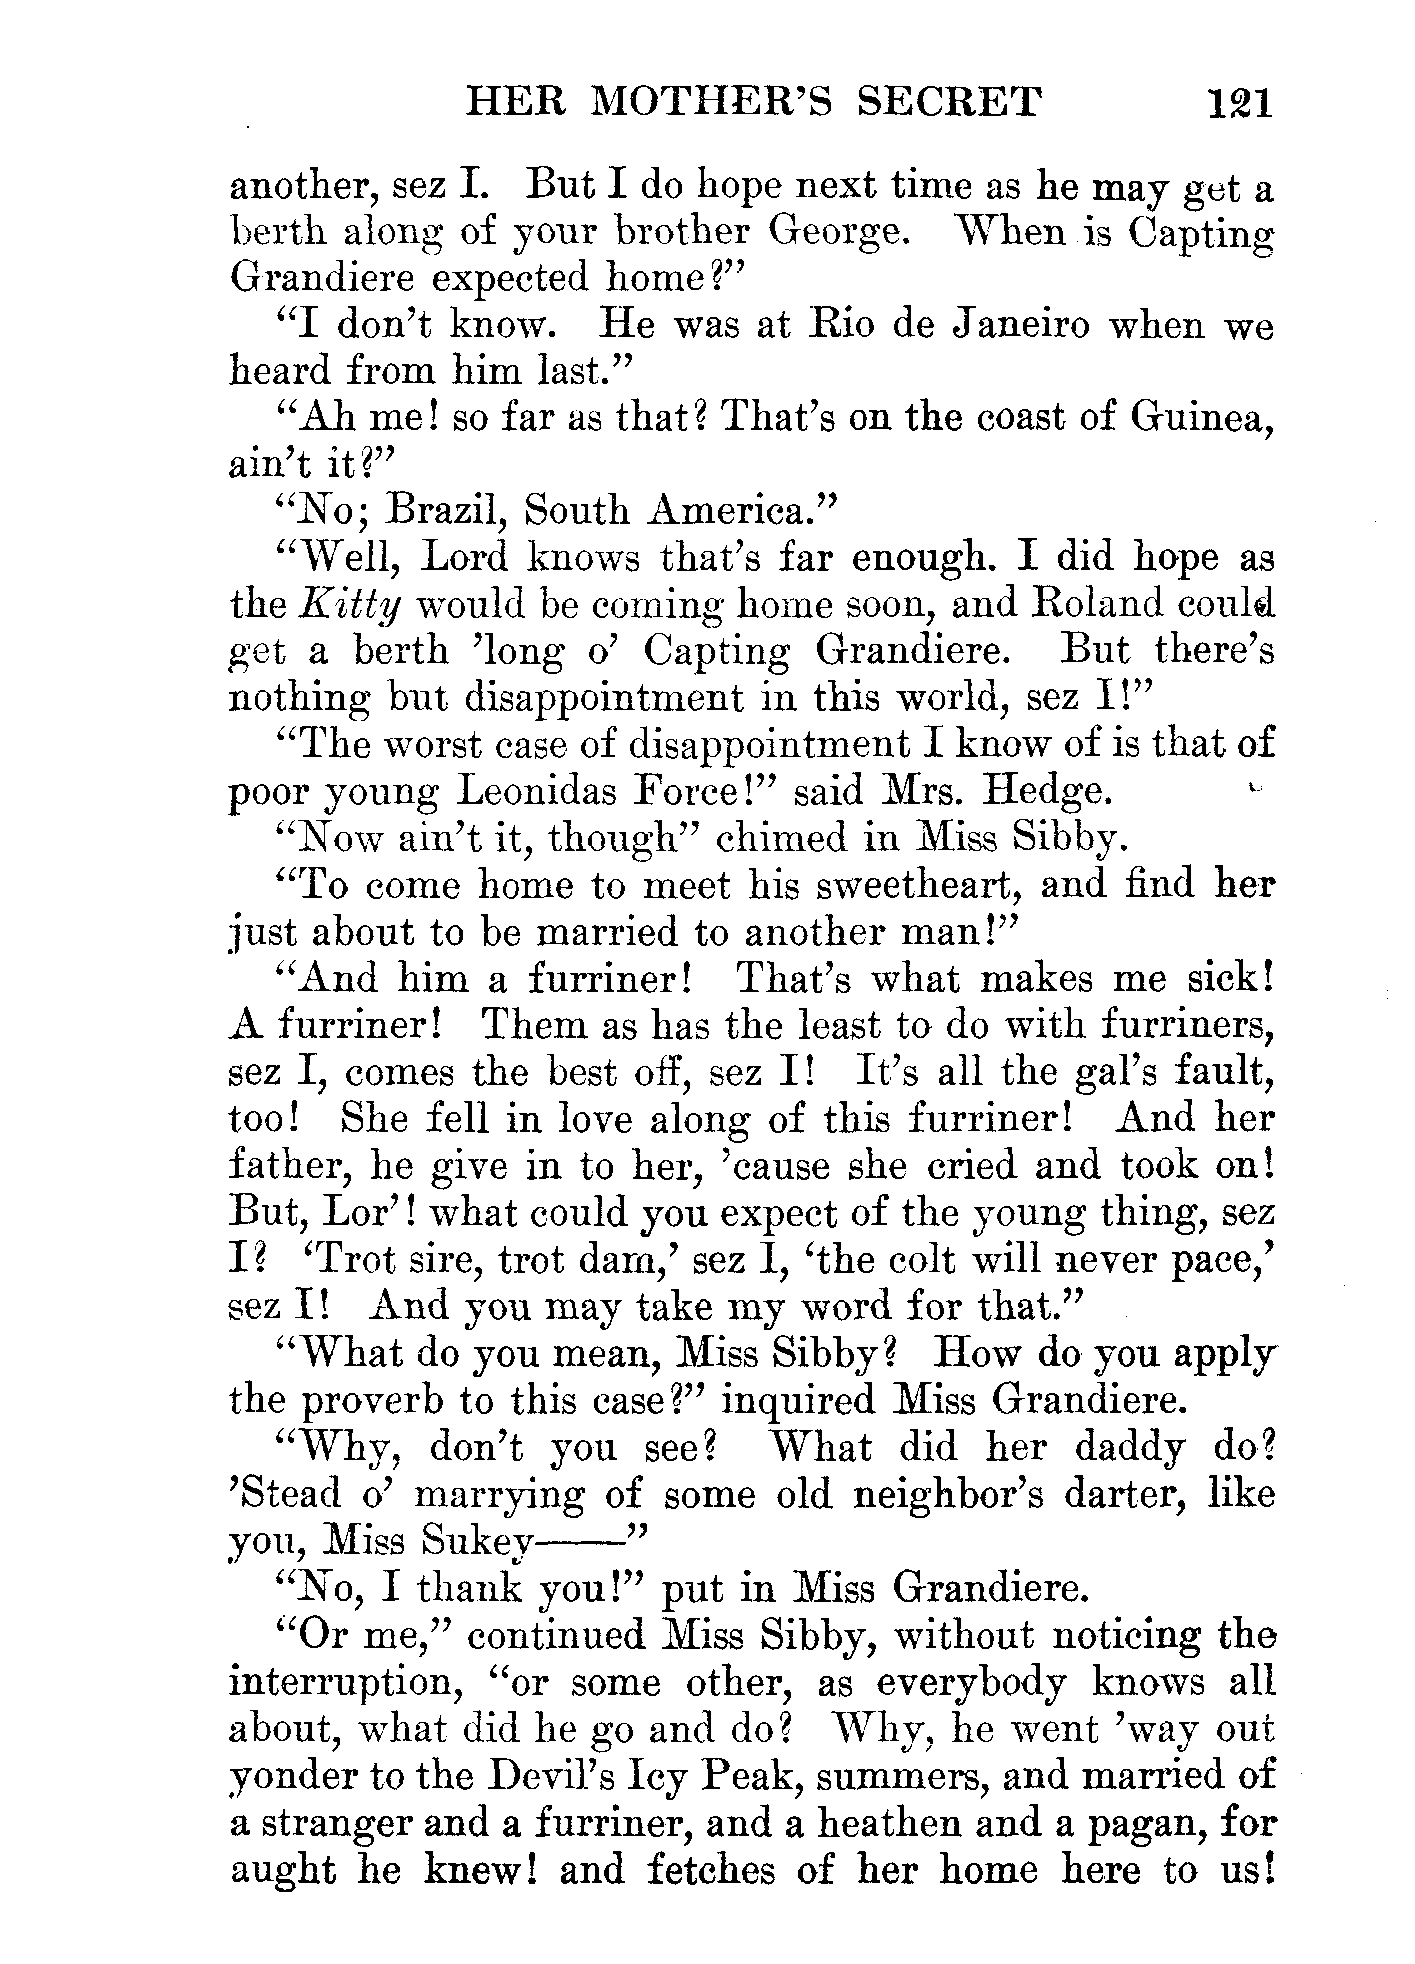 HER MOTHER'S SECRET 121
another, sez I. But I do hope next time as he may get a
berth along of your brother George. When is Capting
Grandiere expected home?"
"I don't know. He was at Rio de Janeiro when we
heard from him last."
"Ah me! so far as that? That's on the coast of Guinea,
ain't it?"
"No; Brazil, South America."
"Well, Lord knows that's far enough. I did hope as
the Kitty would be coming home soon, and Roland could
get a berth 'long o' Capting Grandiere. But there's
nothing but disappointment in this world, sez I!"
"The worst case of disappointment I know of is that of
poor young Leonidas Force!" said Mrs. Hedge.
"Now ain't it, though" chimed in Miss Sibby.
"To come home to meet his sweetheart, and find her
just about to be married to another man!"
"And him a furriner! That's what makes me sick!
A furriner! Them as has the least to do with furriners,
sez I, comes the best off, sez I! It's all the gal's fault,
too! She fell in love along of this furriner! And her
father, he give in to her, 'cause she cried and took on!
But, Lor'! what could you expect of the young thing, sez
I? 'Trot sire, trot dam,' sez I, 'the colt will never pace,'
sez I! And you may take my word for that."
"What do you mean, Miss Sibby? How do you apply
the proverb to this case?" inquired Miss Grandiere.
"Why, don't you see? What did her daddy do?
'Stead o' marrying of some old neighbor's darter, like
you, Miss Sukey——"
"No, I thank you!" put in Miss Grandiere.
"Or me," continued Miss Sibby, without noticing the
interruption, "or some other, as everybody knows all
about, what did he go and do? Why, he went 'way out
yonder to the Devil's Icy Peak, summers, and married of
a stranger and a furriner, and a heathen and a pagan, for
aught he knew! and fetches of her home here to us!